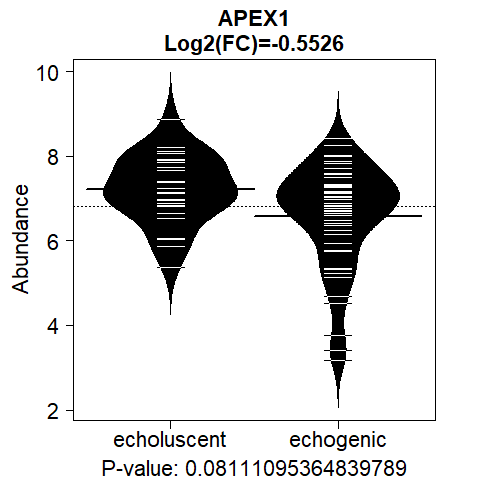 APEX1
Log2(FC)=-0.5526
10
8
6
4
2
Abundance
echoluscent echogenic
P-value: 0.08111095364839789